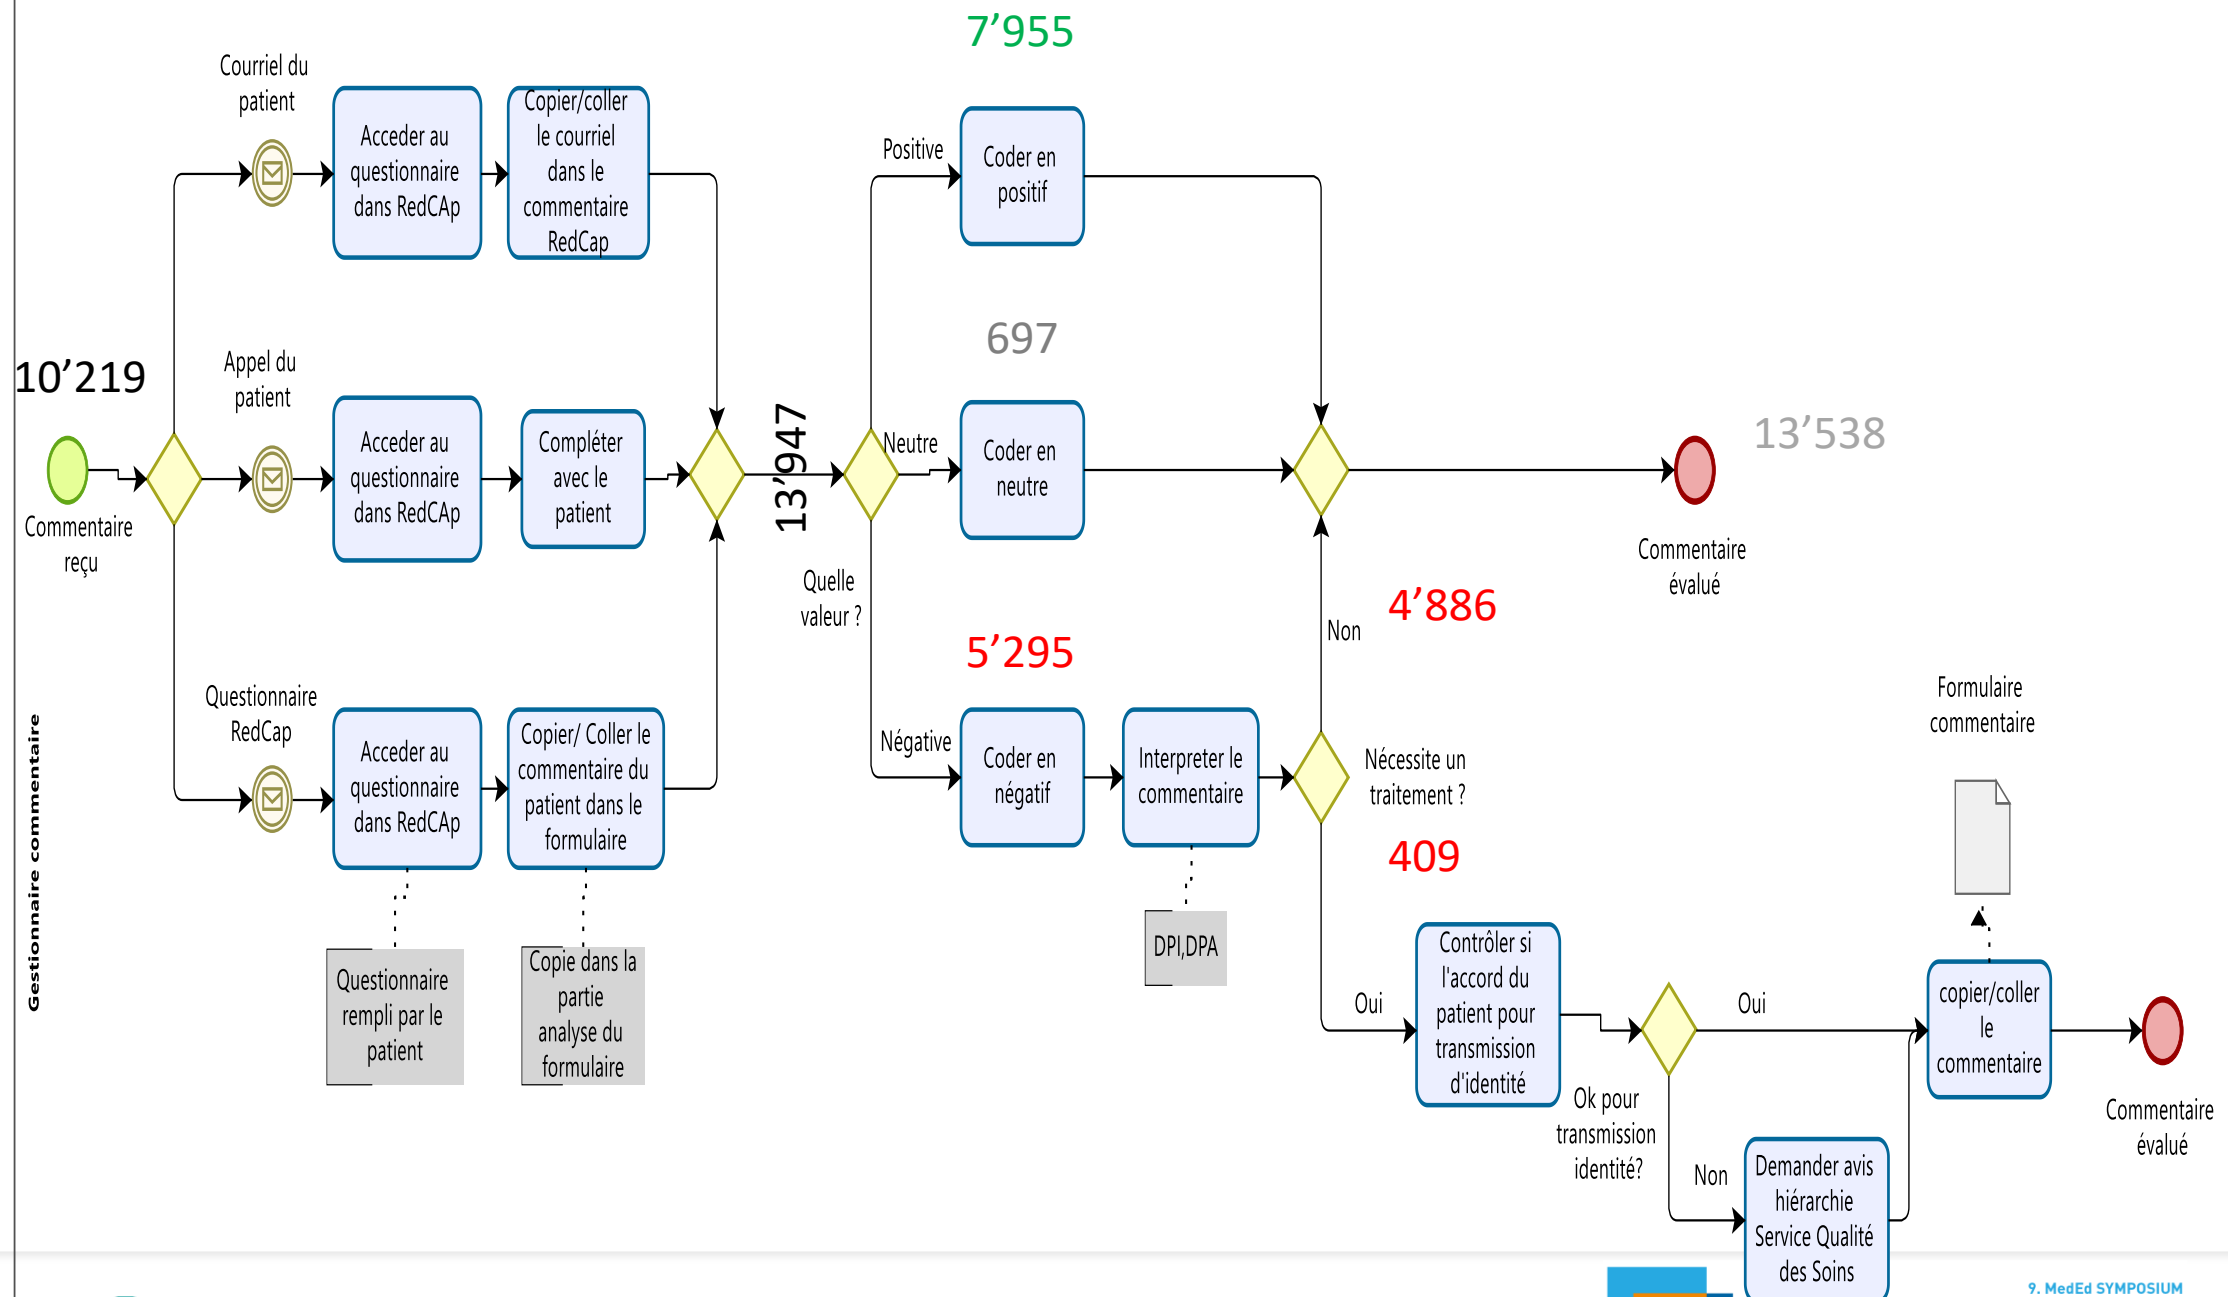 7’955
Courriel du
patient
Acceder au
questionnaire
dans RedCAp
Copier/coller
le courriel
dans le
commentaire
RedCap
Positive
Coder en
positif
697
10’219
Appel du
patient
Acceder au
questionnaire
dans RedCAp
Compléter
avec le
patient
13’947
Neutre
Coder en
neutre
13’538
Commentaire
reçu
Commentaire
évalué
Quelle
valeur ?
4’886
Non
5’295
Questionnaire
RedCap
Acceder au
questionnaire
dans RedCAp
Copier/ Coller le
commentaire du
patient dans le
formulaire
Négative
Coder en
négatif
Interpreter le
commentaire
Nécessite un
traitement ?
Formulaire
commentaire
409
Gestionnaire commentaire
Questionnaire
rempli par le
patient
Copie dans la
partie
analyse du
formulaire
DPI,DPA
Oui
Contrôler si
l'accord du
patient pour
transmission
d'identité
Oui
copier/coller
le
commentaire
Ok pour
transmission
identité?
Non
Demander avis
hiérarchie
Service Qualité
des Soins
Commentaire
évalué
9. MedEd SYMPOSIUM